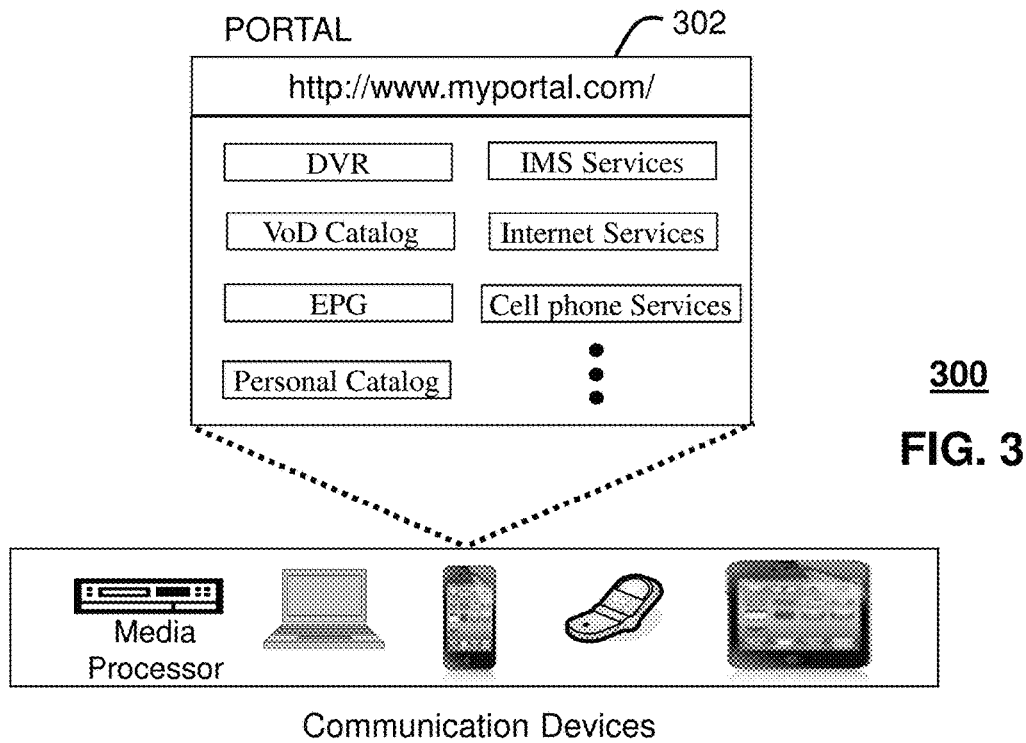 PORTAL
302
http://www.myportal.com/
DVR
IMS Services
VoD Catalog
Internet Services
EPG
Cell phone Services
Personal Catalog
300
FIG. 3
Media
Processor
Communication Devices